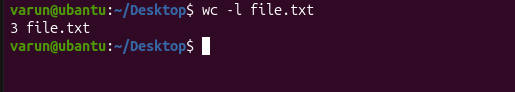 varun@ubantu:~/Desktop$ wc -l file.txt
3 file.txt
varun@ubantu:~/Desktop$